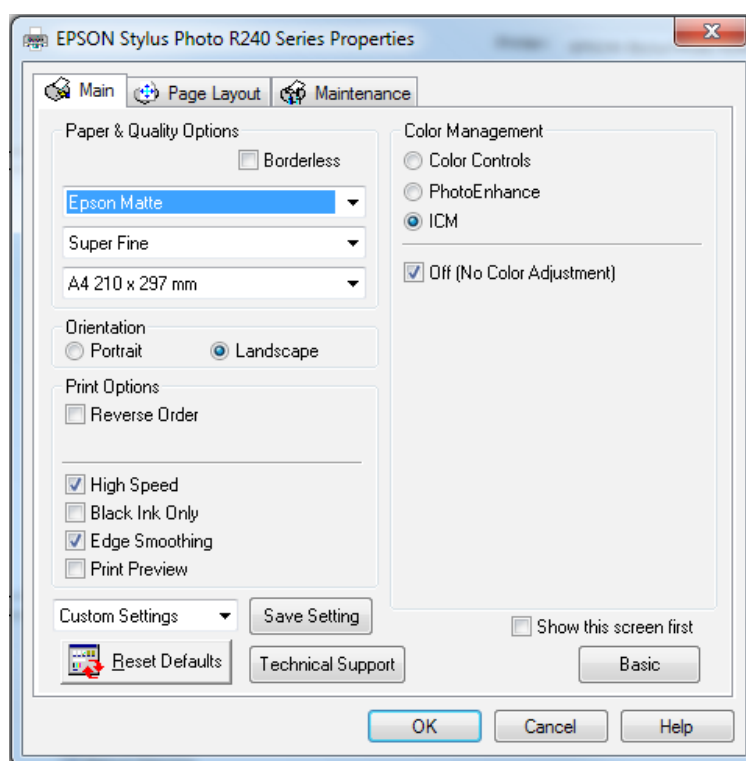 EPSON Stylus Photo R240 Series Properties
Main
Page Layout
Maintenance
Paper & Quality Options
Borderless
Epson Matte
Super Fine
A4 210 x 297 mm
Orientation
Portrait
Landscape
Print Options
Reverse Order
High Speed
Black Ink Only
Edge Smoothing
Print Preview
Color Management
Color Controls
PhotoEnhance
ICM
Off (No Color Adjustment)
Custom Settings
Save Setting
Show this screen first
Reset Defaults
Technical Support
Basic
OK
Cancel
Help